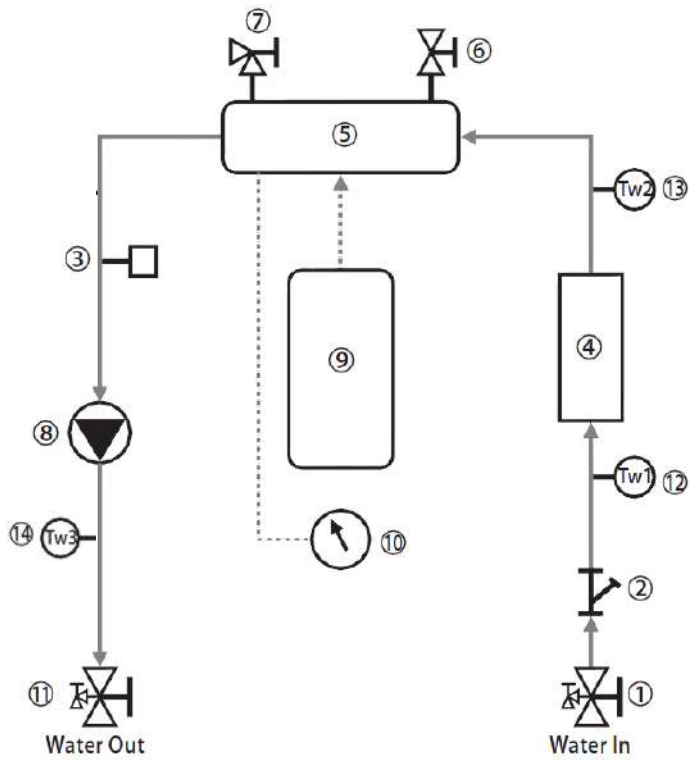 ⑦
⑥
⑤
Tw2 ⑬
③
④
⑨
⑧
Tw1 ⑫
⑭ Tw3
⑩
②
⑪
①
Water Out
Water In